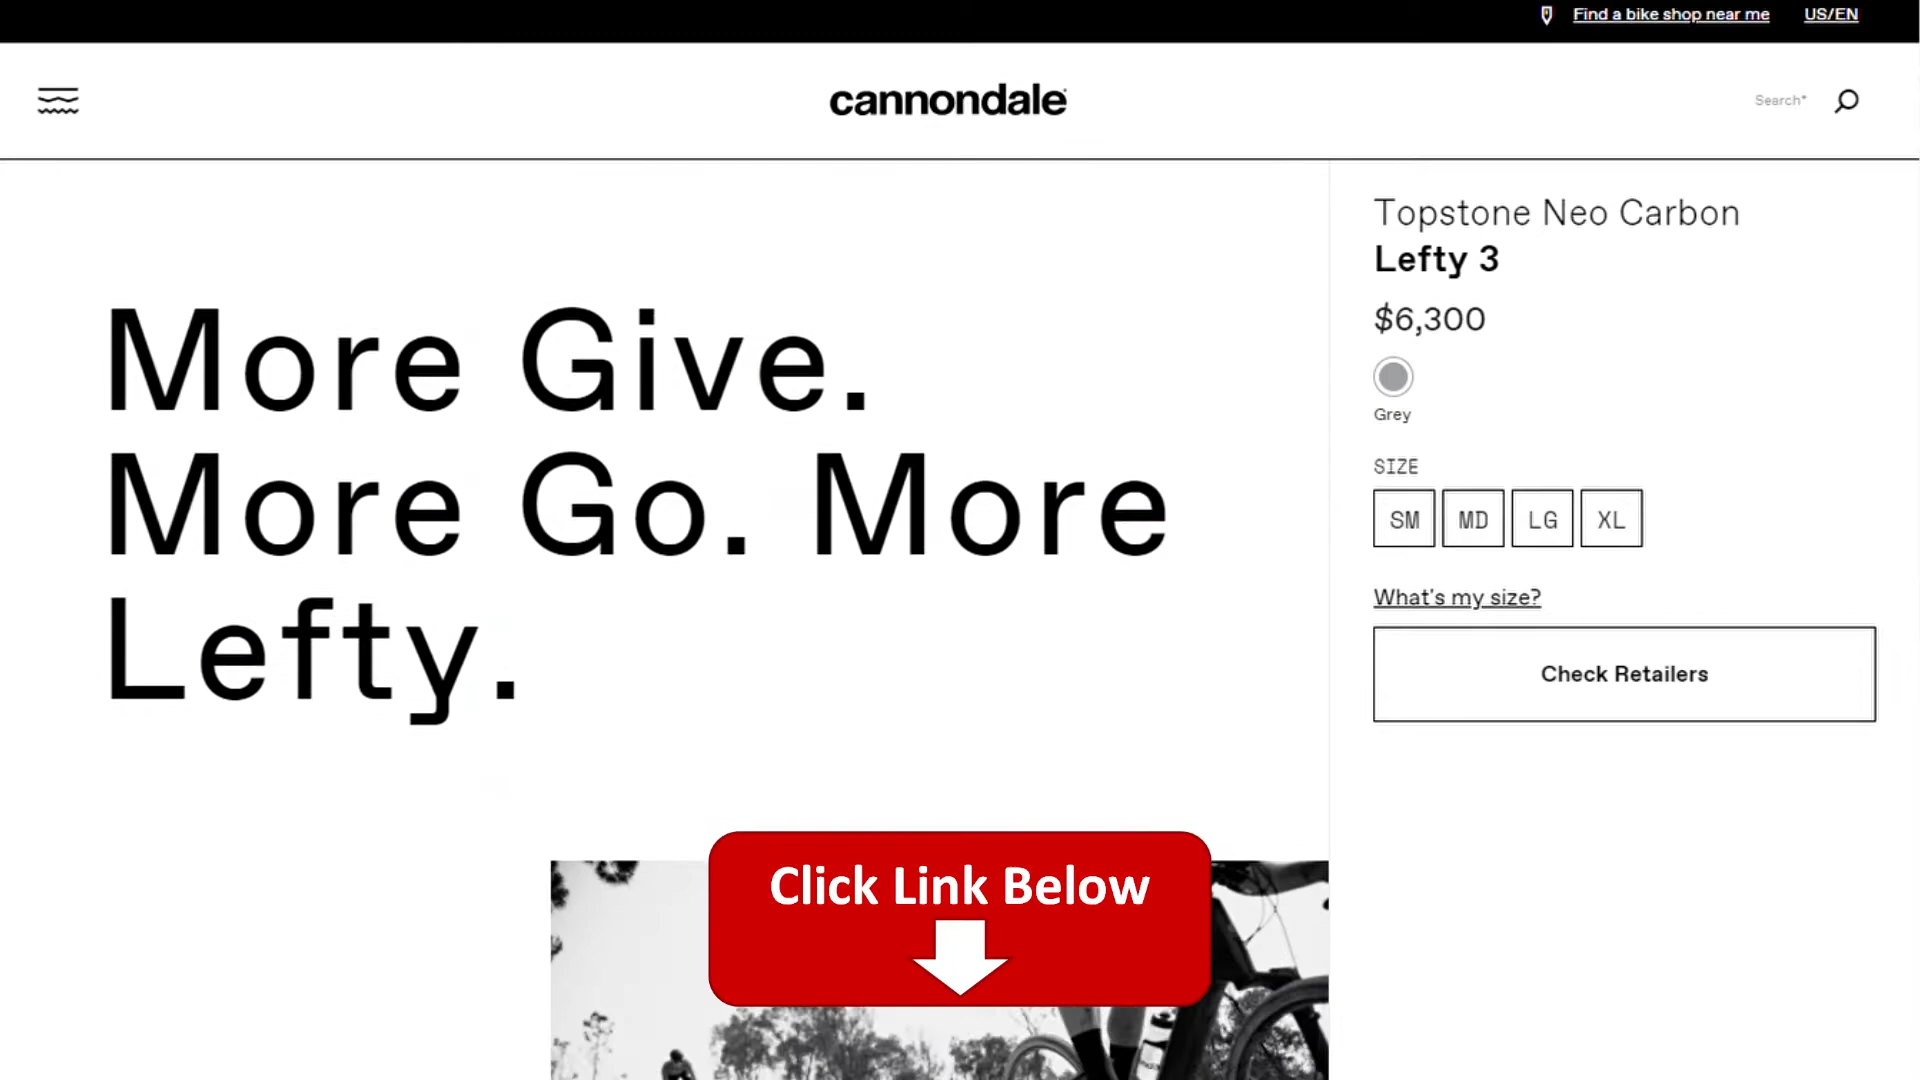 Find a bike shop near me
US/EN
cannondale
Search*
Topstone Neo Carbon
Lefty 3
$6,300
Grey
SIZE
SM MD LG XL
What's my size?
Check Retailers
More Give.
More Go. More
Lefty.
Click Link Below